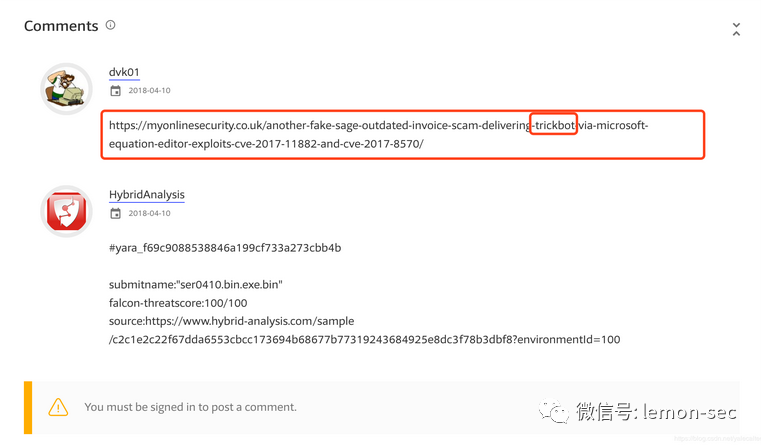 Comments
dvk01
2018-04-10
https://myonlinesecurity.co.uk/another-fake-sage-outdated-invoice-scam-delivering-trickbot-via-microsoft-
equation-editor-exploits-cve-2017-11882-and-cve-2017-8570/
HybridAnalysis
2018-04-10
#yara_f69c9088538846a199cf733a273cbb4b
submitname:"ser0410.bin.exe.bin"
falcon-threatscore:100/100
source:https://www.hybrid-analysis.com/sample
/c2c1e2c22f67dda6553cbcc173694b68677b77319243684925e8dc3f78b3dbf8?environmentId=100
You must be signed in to post a comment.
微信号: lemon-sec